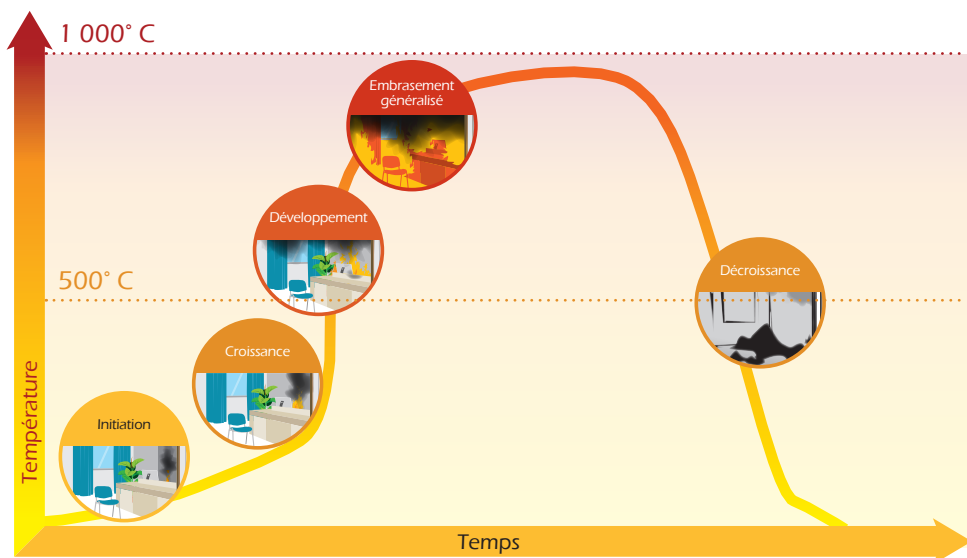 1 000° C
Embrasement
généralisé
Développement
Décroissance
500° C
Croissance
Initiation
Température
Temps